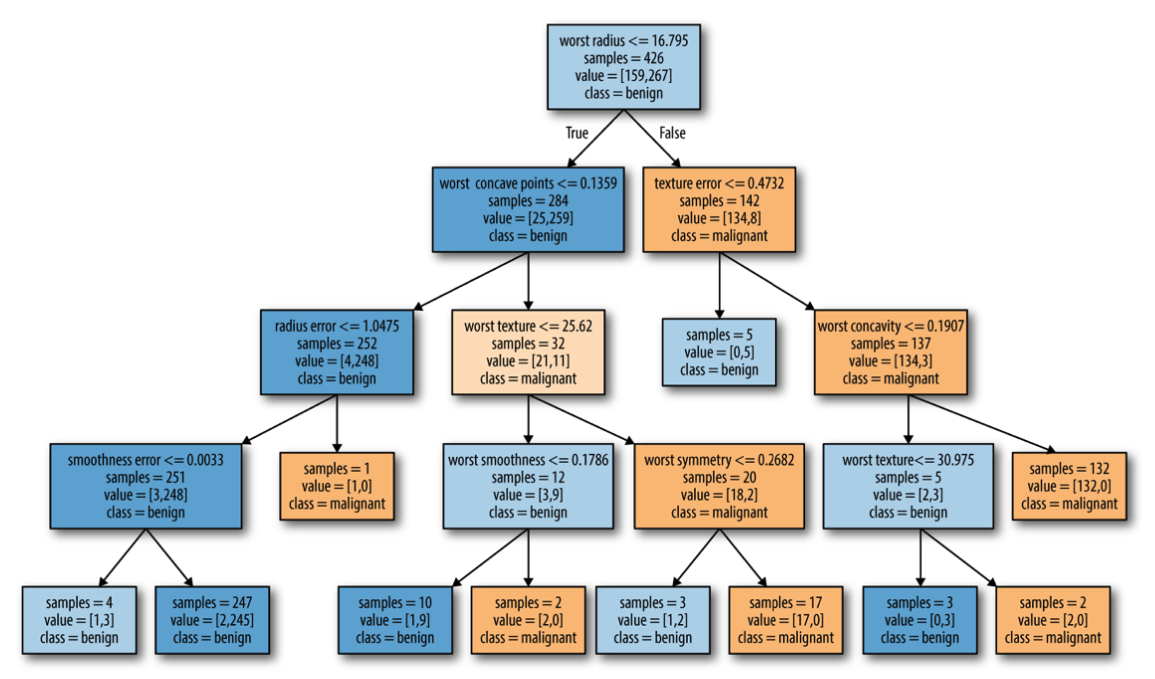 worst radius <= 16.795
samples = 426
value = [159,267]
class = benign
True
False
worst concave points <= 0.1359
samples = 284
value = [25,259]
class = benign
texture error <= 0.4732
samples = 142
value = [134,8]
class = malignant
radius error <= 1.0475
samples = 252
value = [4,248]
class = benign
worst texture <= 25.62
samples = 32
value = [21,11]
class = malignant
samples = 5
value = [0,5]
class = benign
worst concavity <= 0.1907
samples = 137
value = [134,3]
class = malignant
smoothness error <= 0.0033
samples = 251
value = [3,248]
class = benign
samples = 1
value = [1,0]
class = malignant
worst smoothness <= 0.1786
samples = 12
value = [3,9]
class = benign
worst symmetry <= 0.2682
samples = 20
value = [18,2]
class = malignant
worst texture<= 30.975
samples = 5
value = [2,3]
class = benign
samples = 132
value = [132,0]
class = malignant
samples = 4
value = [1,3]
class = benign
samples = 247
value = [2,245]
class = benign
samples = 10
value = [1,9]
class = benign
samples = 2
value = [2,0]
class = malignant
samples = 3
value = [1,2]
class = benign
samples = 17
value = [17,0]
class = malignant
samples = 3
value = [0,3]
class = benign
samples = 2
value = [2,0]
class = malignant